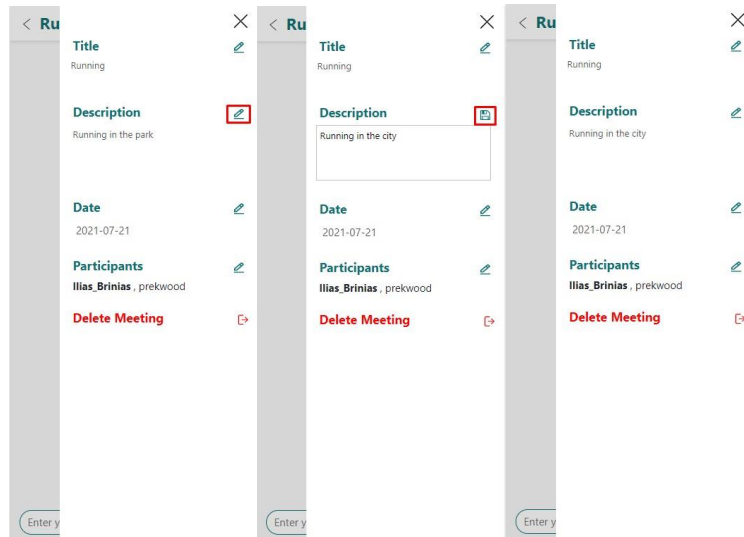 Ru
Title
Running
Description
Running in the park
Date
2021-07-21
Participants
Ilias_Brinias , prekwood
Delete Meeting
Enter y
Ru
Title
Running
Description
Running in the city
Date
2021-07-21
Participants
Ilias_Brinias , prekwood
Delete Meeting
Enter y
Ru
Title
Running
Description
Running in the city
Date
2021-07-21
Participants
Ilias_Brinias , prekwood
Delete Meeting
Enter y